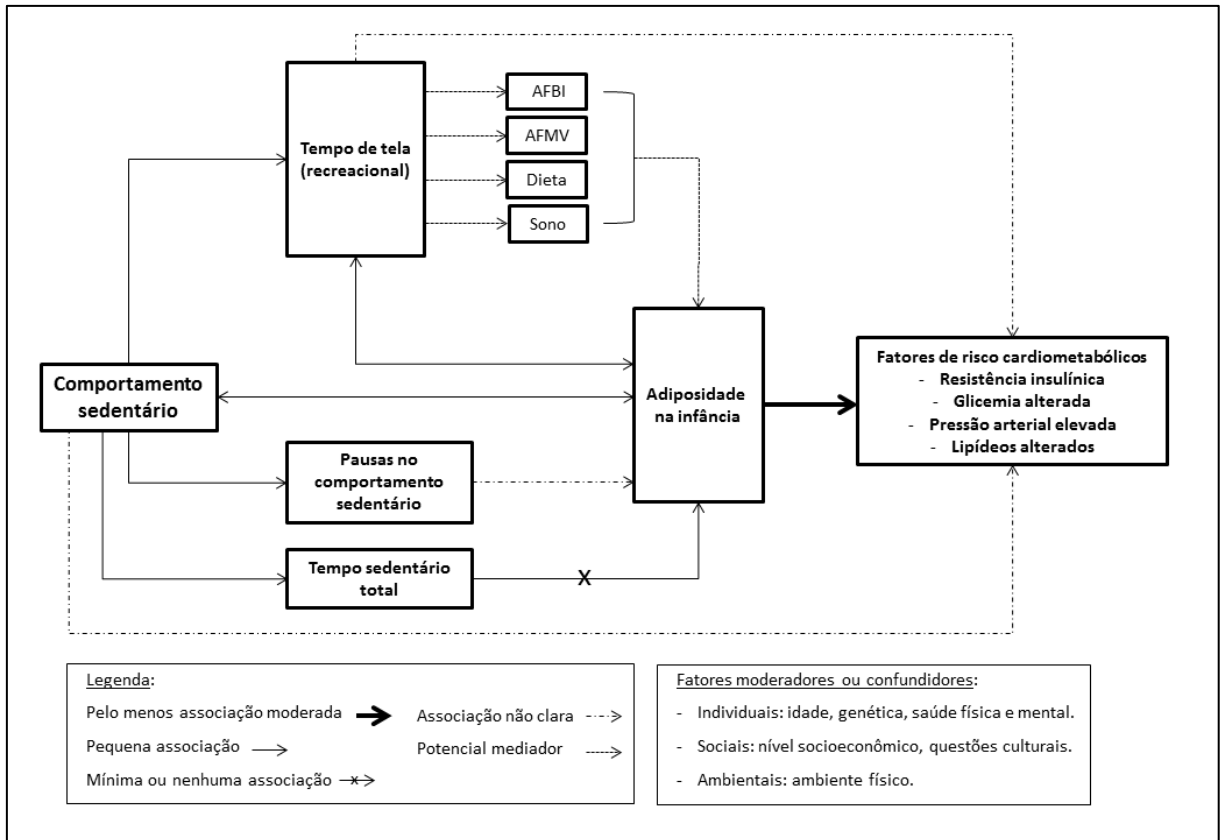 Tempo de tela
(recreacional)
AFBI
AFMV
Dieta
Sono
Comportamento
sedentário
Pausas no
comportamento
sedentário
Tempo sedentário
total
X
Adiposidade
na infância
Fatores de risco cardiometabólicos
- Resistência insulínica
- Glicemia alterada
- Pressão arterial elevada
- Lipídeos alterados
Legenda:
Pelo menos associação moderada
Pequena associação
Mínima ou nenhuma associação x
Associação não clara
Potencial mediador
Fatores moderadores ou confundidores:
- Individuais: idade, genética, saúde física e mental.
- Sociais: nível socioeconômico, questões culturais.
- Ambientais: ambiente físico.